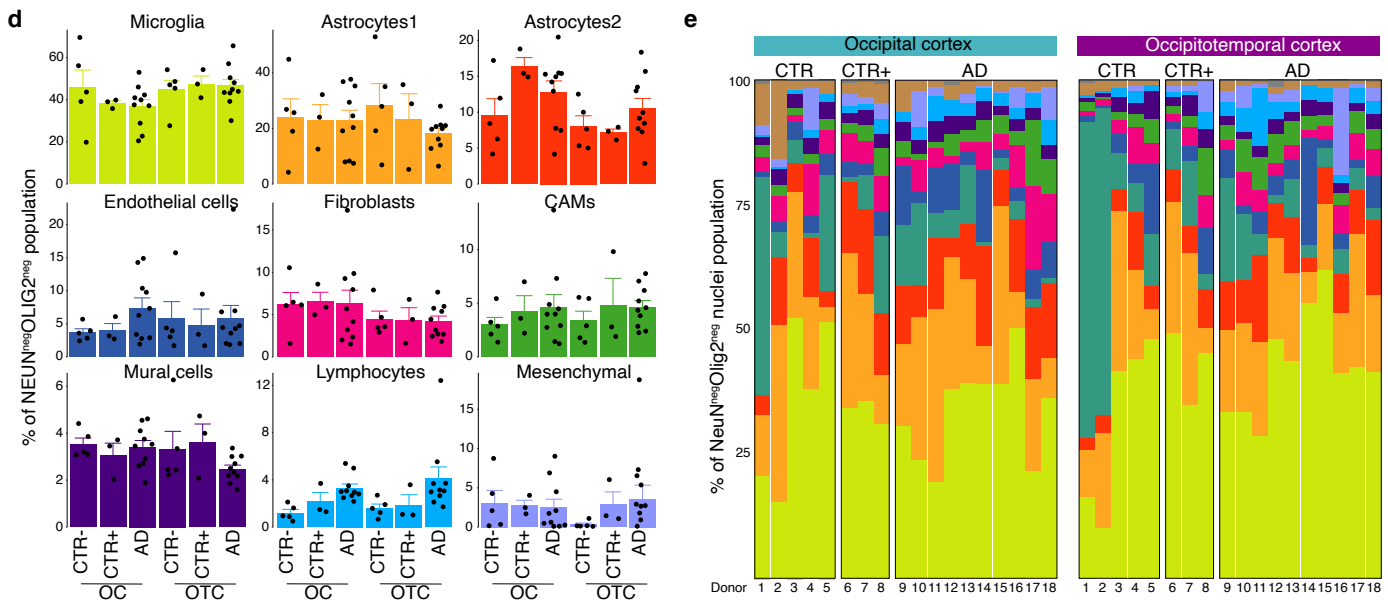 d
% of NEUNnegOLIG2neg population
Microglia
60
40
20
0
Astrocytes1
40
20
0
Astrocytes2
20
15
10
5
0
Endothelial cells
20
15
10
5
0
Fibroblasts
15
10
5
0
CAMs
10
5
0
Mural cells
6
4
2
0
Lymphocytes
12
8
4
0
Mesenchymal
15
10
5
0
CTR- CTR+ AD CTR- CTR+ AD
OC OTC
CTR- CTR+ AD CTR- CTR+ AD
OC OTC
CTR- CTR+ AD CTR- CTR+ AD
OC OTC
e
Occipital cortex Occipitotemporal cortex
CTR CTR+ AD CTR CTR+ AD
% of NeuNnegOlig2neg nuclei population
100
75
50
25
Donor 1 2 3 4 5 6 7 8 9 10 11 12 13 14 15 16 17 18 1 2 3 4 5 6 7 8 9 10 11 12 13 14 15 16 17 18